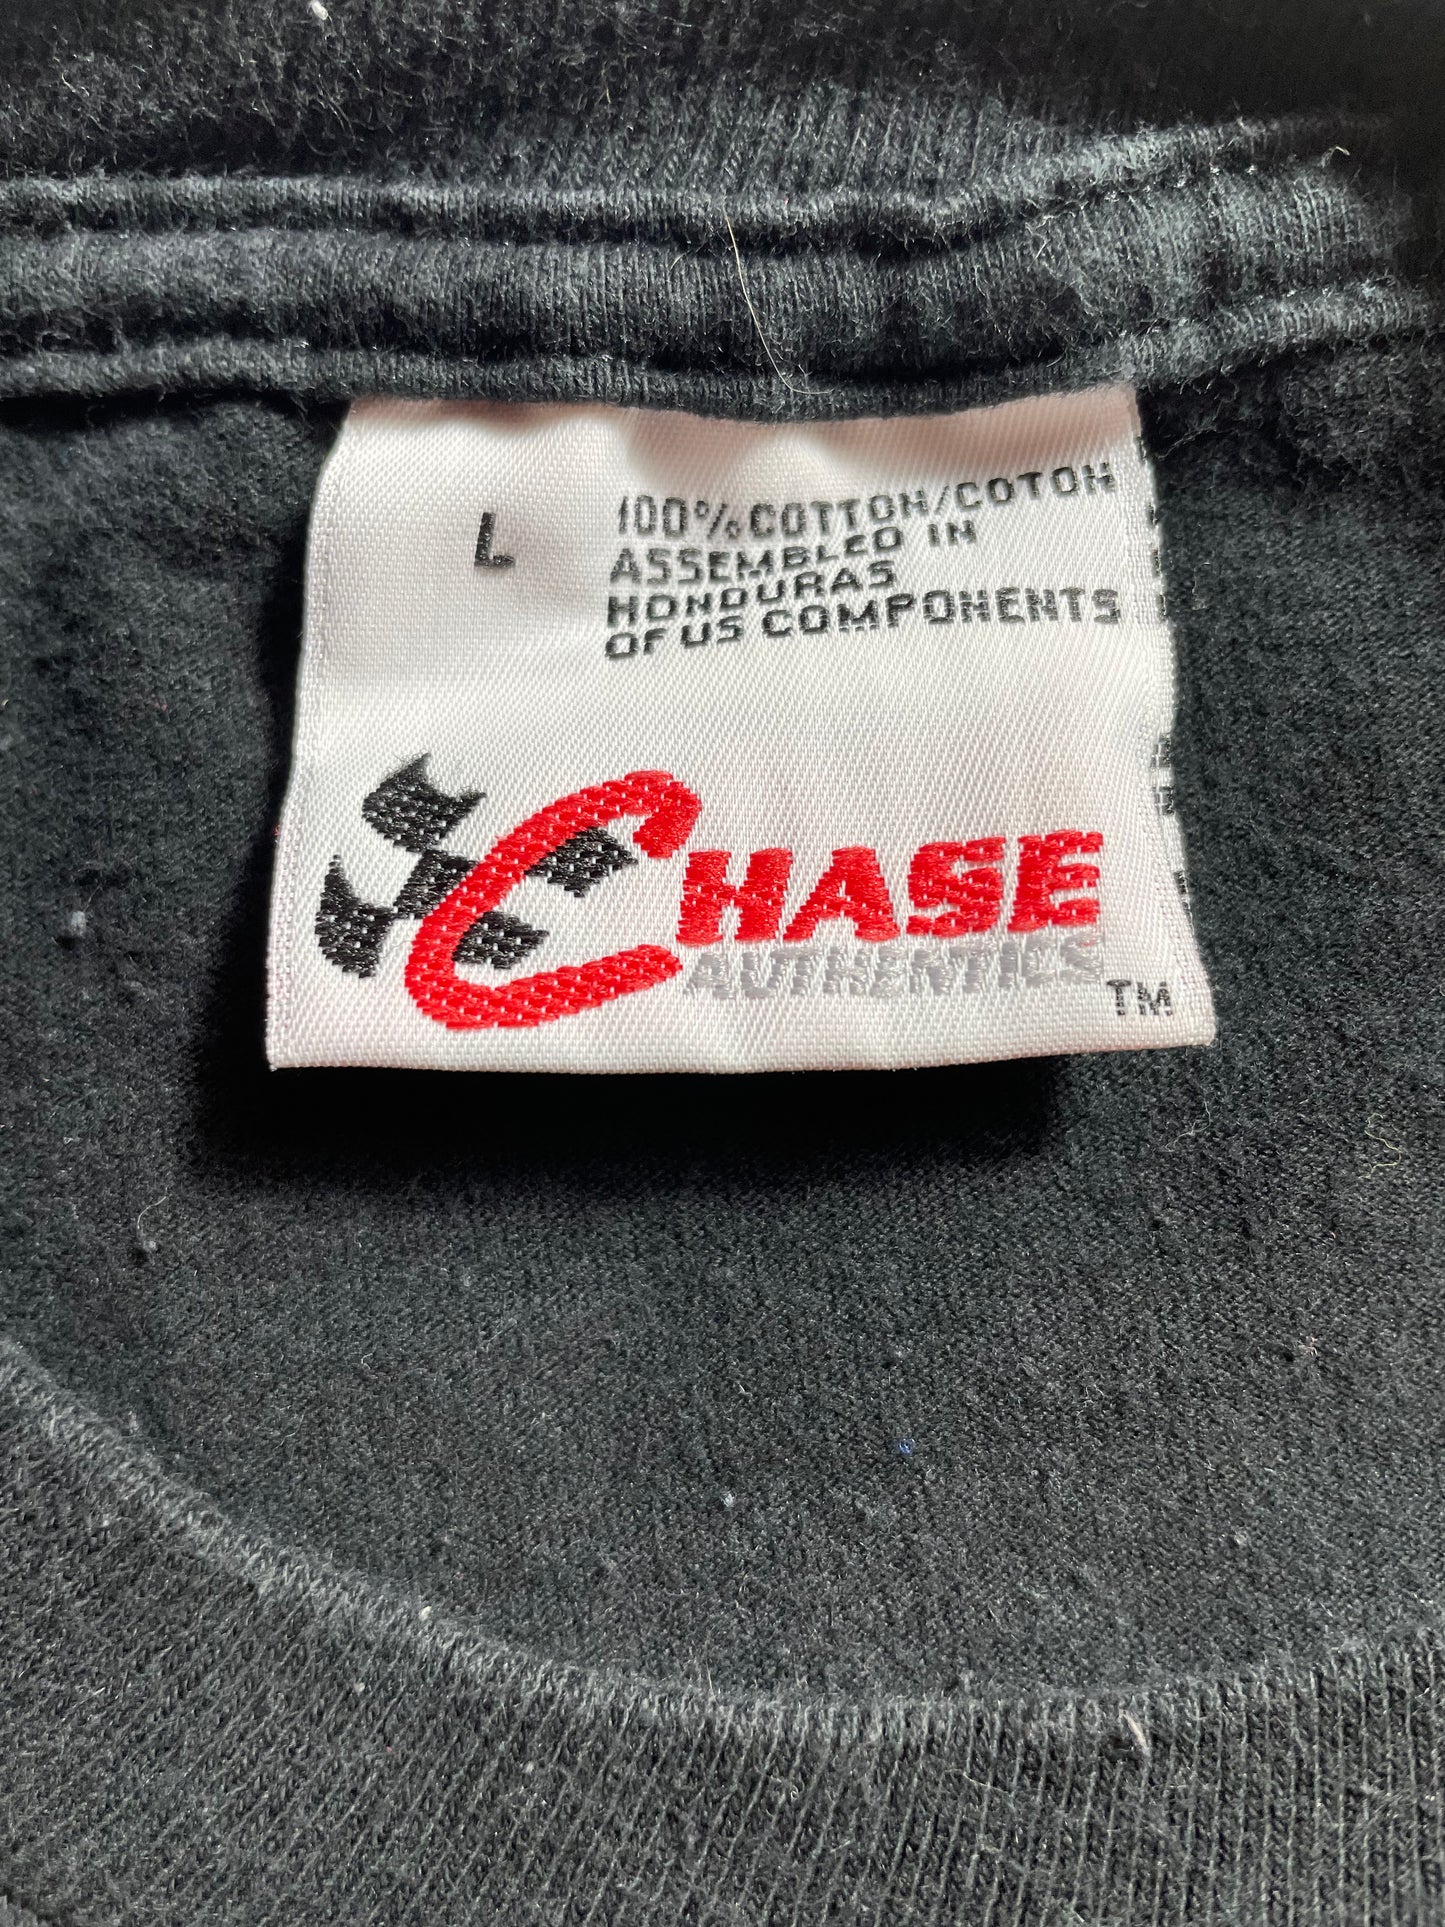 L
100% COTTON/COTON
ASSEMBLED IN
HONDURAS
OF US COMPONENTS
CHASE
AUTHENTICS
TM